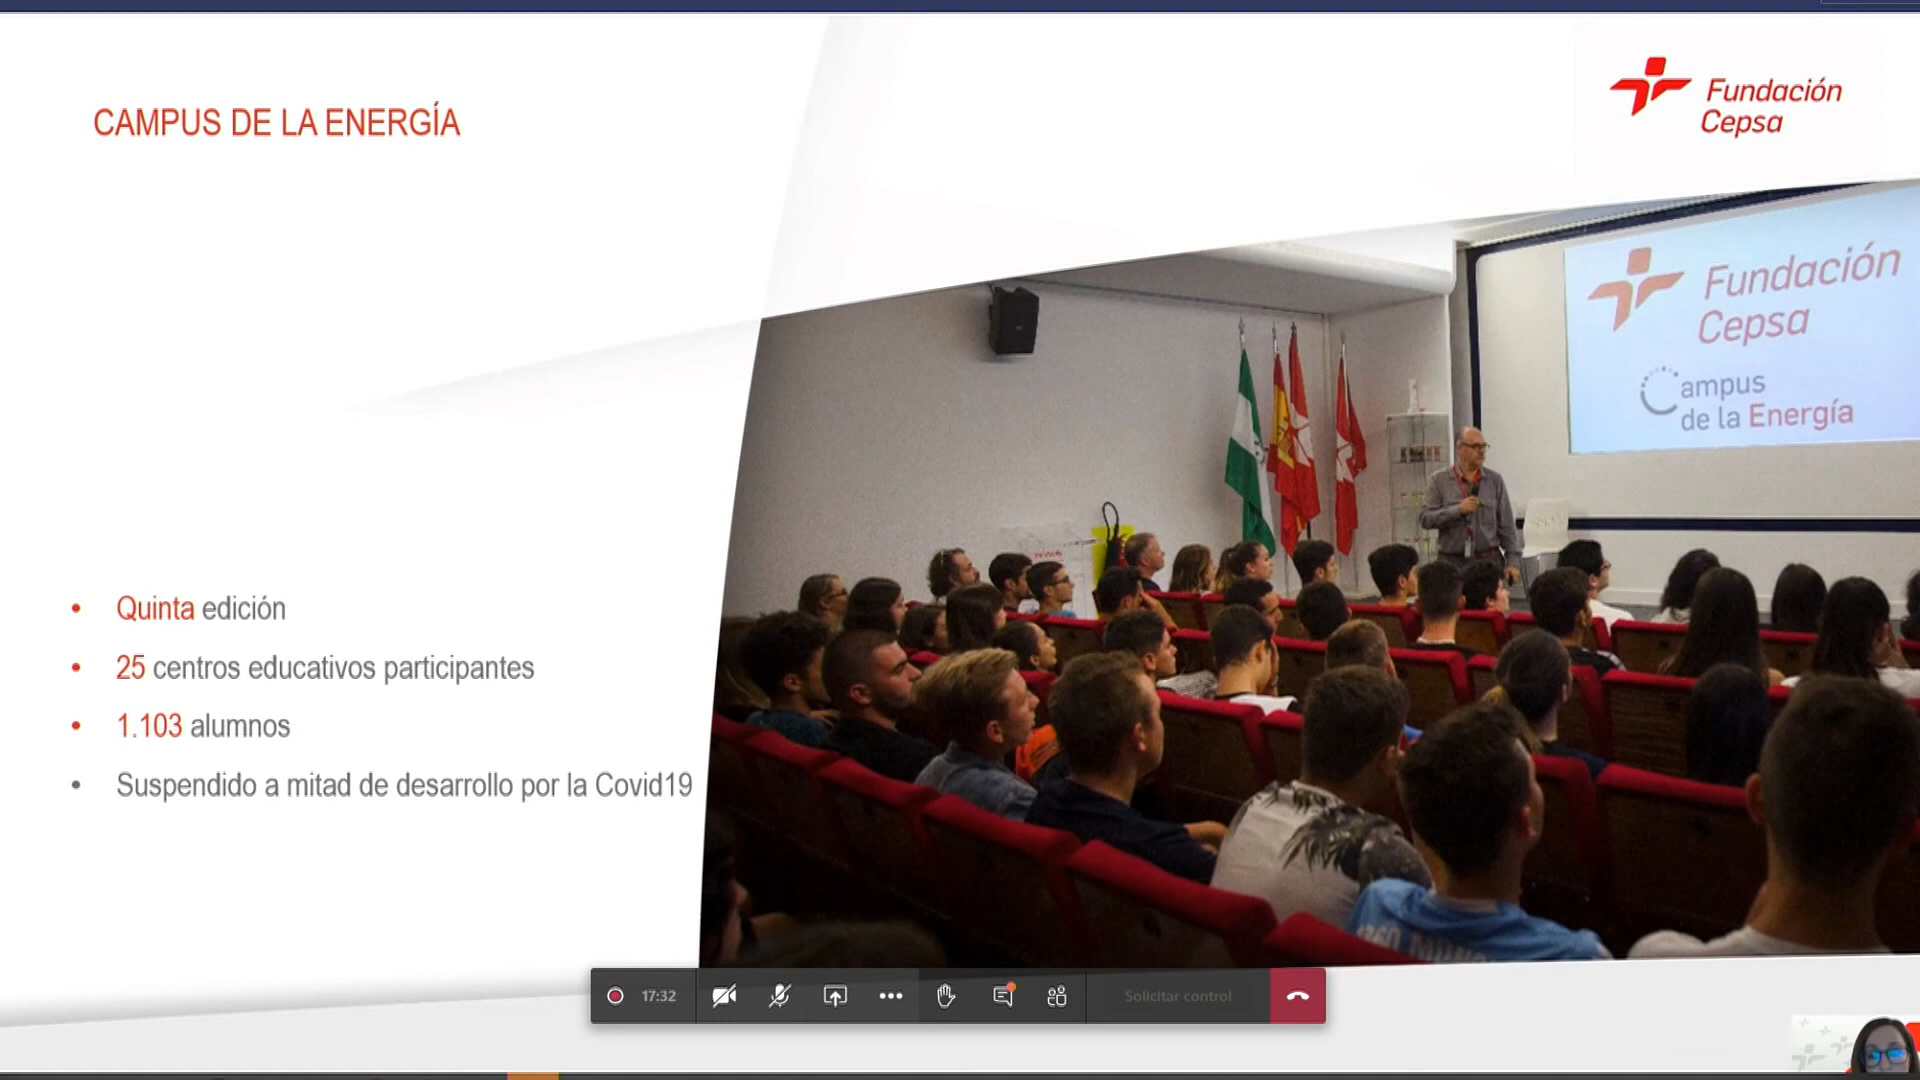 CAMPUS DE LA ENERGÍA
Fundación
Cepsa
Fundación
Cepsa
Campus
de la Energía
• Quinta edición
• 25 centros educativos participantes
• 1.103 alumnos
• Suspendido a mitad de desarrollo por la Covid19
17:32
Solicitar control